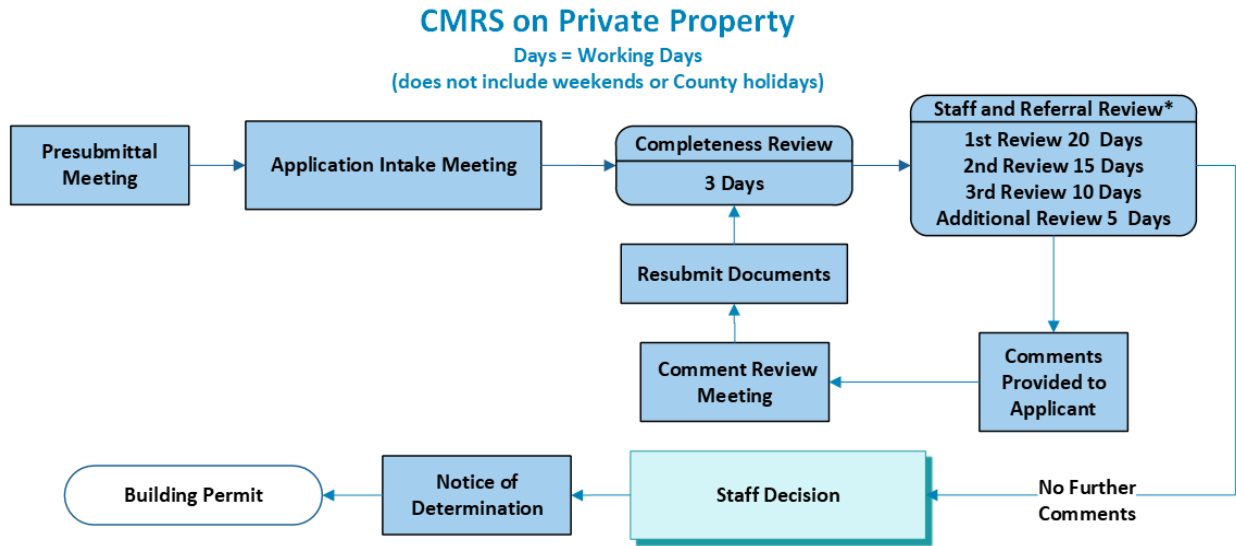 CMRS on Private Property
Days = Working Days
(does not include weekends or County holidays)
Presubmittal
Meeting
Application Intake Meeting
Completeness Review
3 Days
Staff and Referral Review*
1st Review 20 Days
2nd Review 15 Days
3rd Review 10 Days
Additional Review 5 Days
Resubmit Documents
Comment Review
Meeting
Comments
Provided to
Applicant
Building Permit
Notice of
Determination
Staff Decision
No Further
Comments